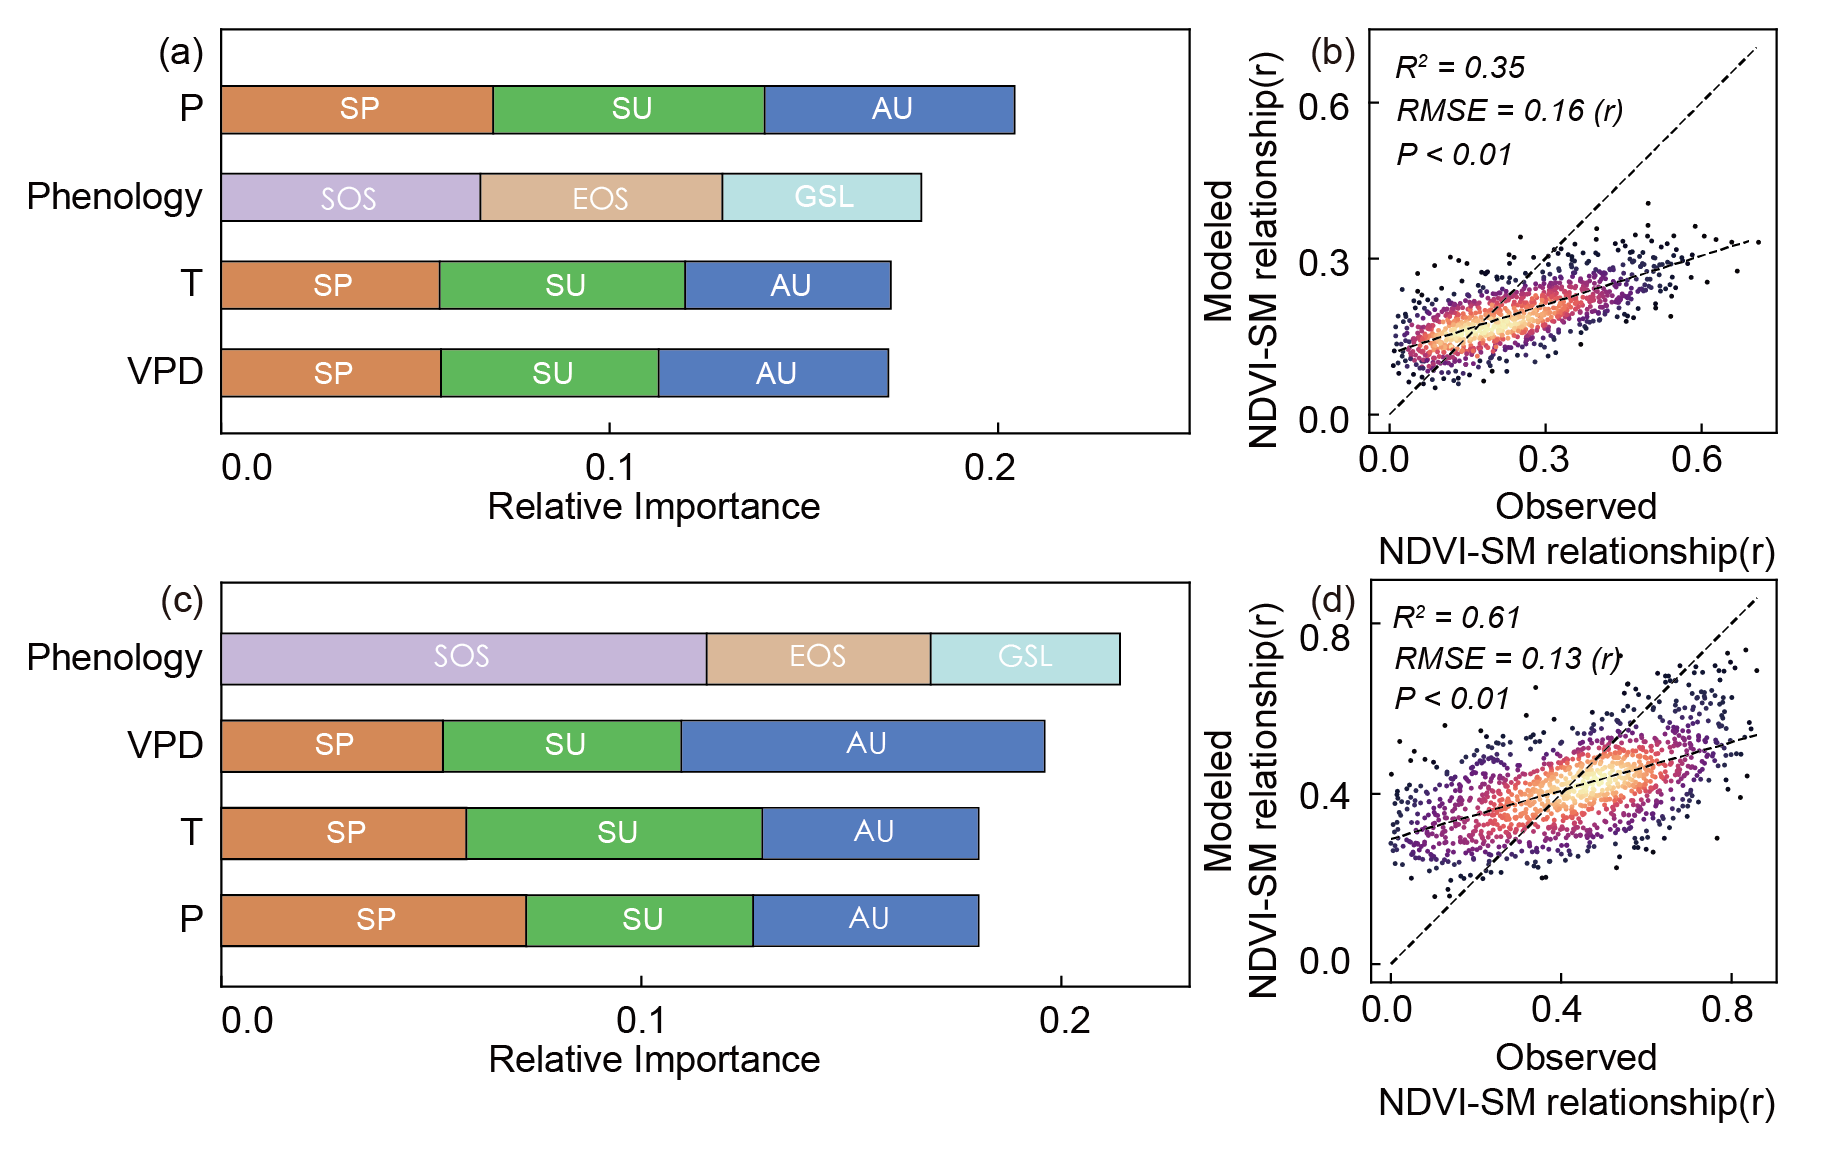 (a)
P
SP SU AU
Phenology
SOS EOS GSL
T
SP SU AU
VPD
SP SU AU
0.0 0.1 0.2
Relative Importance
(b)
R² = 0.35
RMSE = 0.16 (r)
P < 0.01
Modeled
NDVI-SM relationship(r)
0.6
0.3
0.0
0.0 0.3 0.6
Observed
NDVI-SM relationship(r)
(c)
Phenology
SOS EOS GSL
VPD
SP SU AU
T
SP SU AU
P
SP SU AU
0.0 0.1 0.2
Relative Importance
(d)
R² = 0.61
RMSE = 0.13 (r)
P < 0.01
Modeled
NDVI-SM relationship(r)
0.8
0.4
0.0
0.0 0.4 0.8
Observed
NDVI-SM relationship(r)